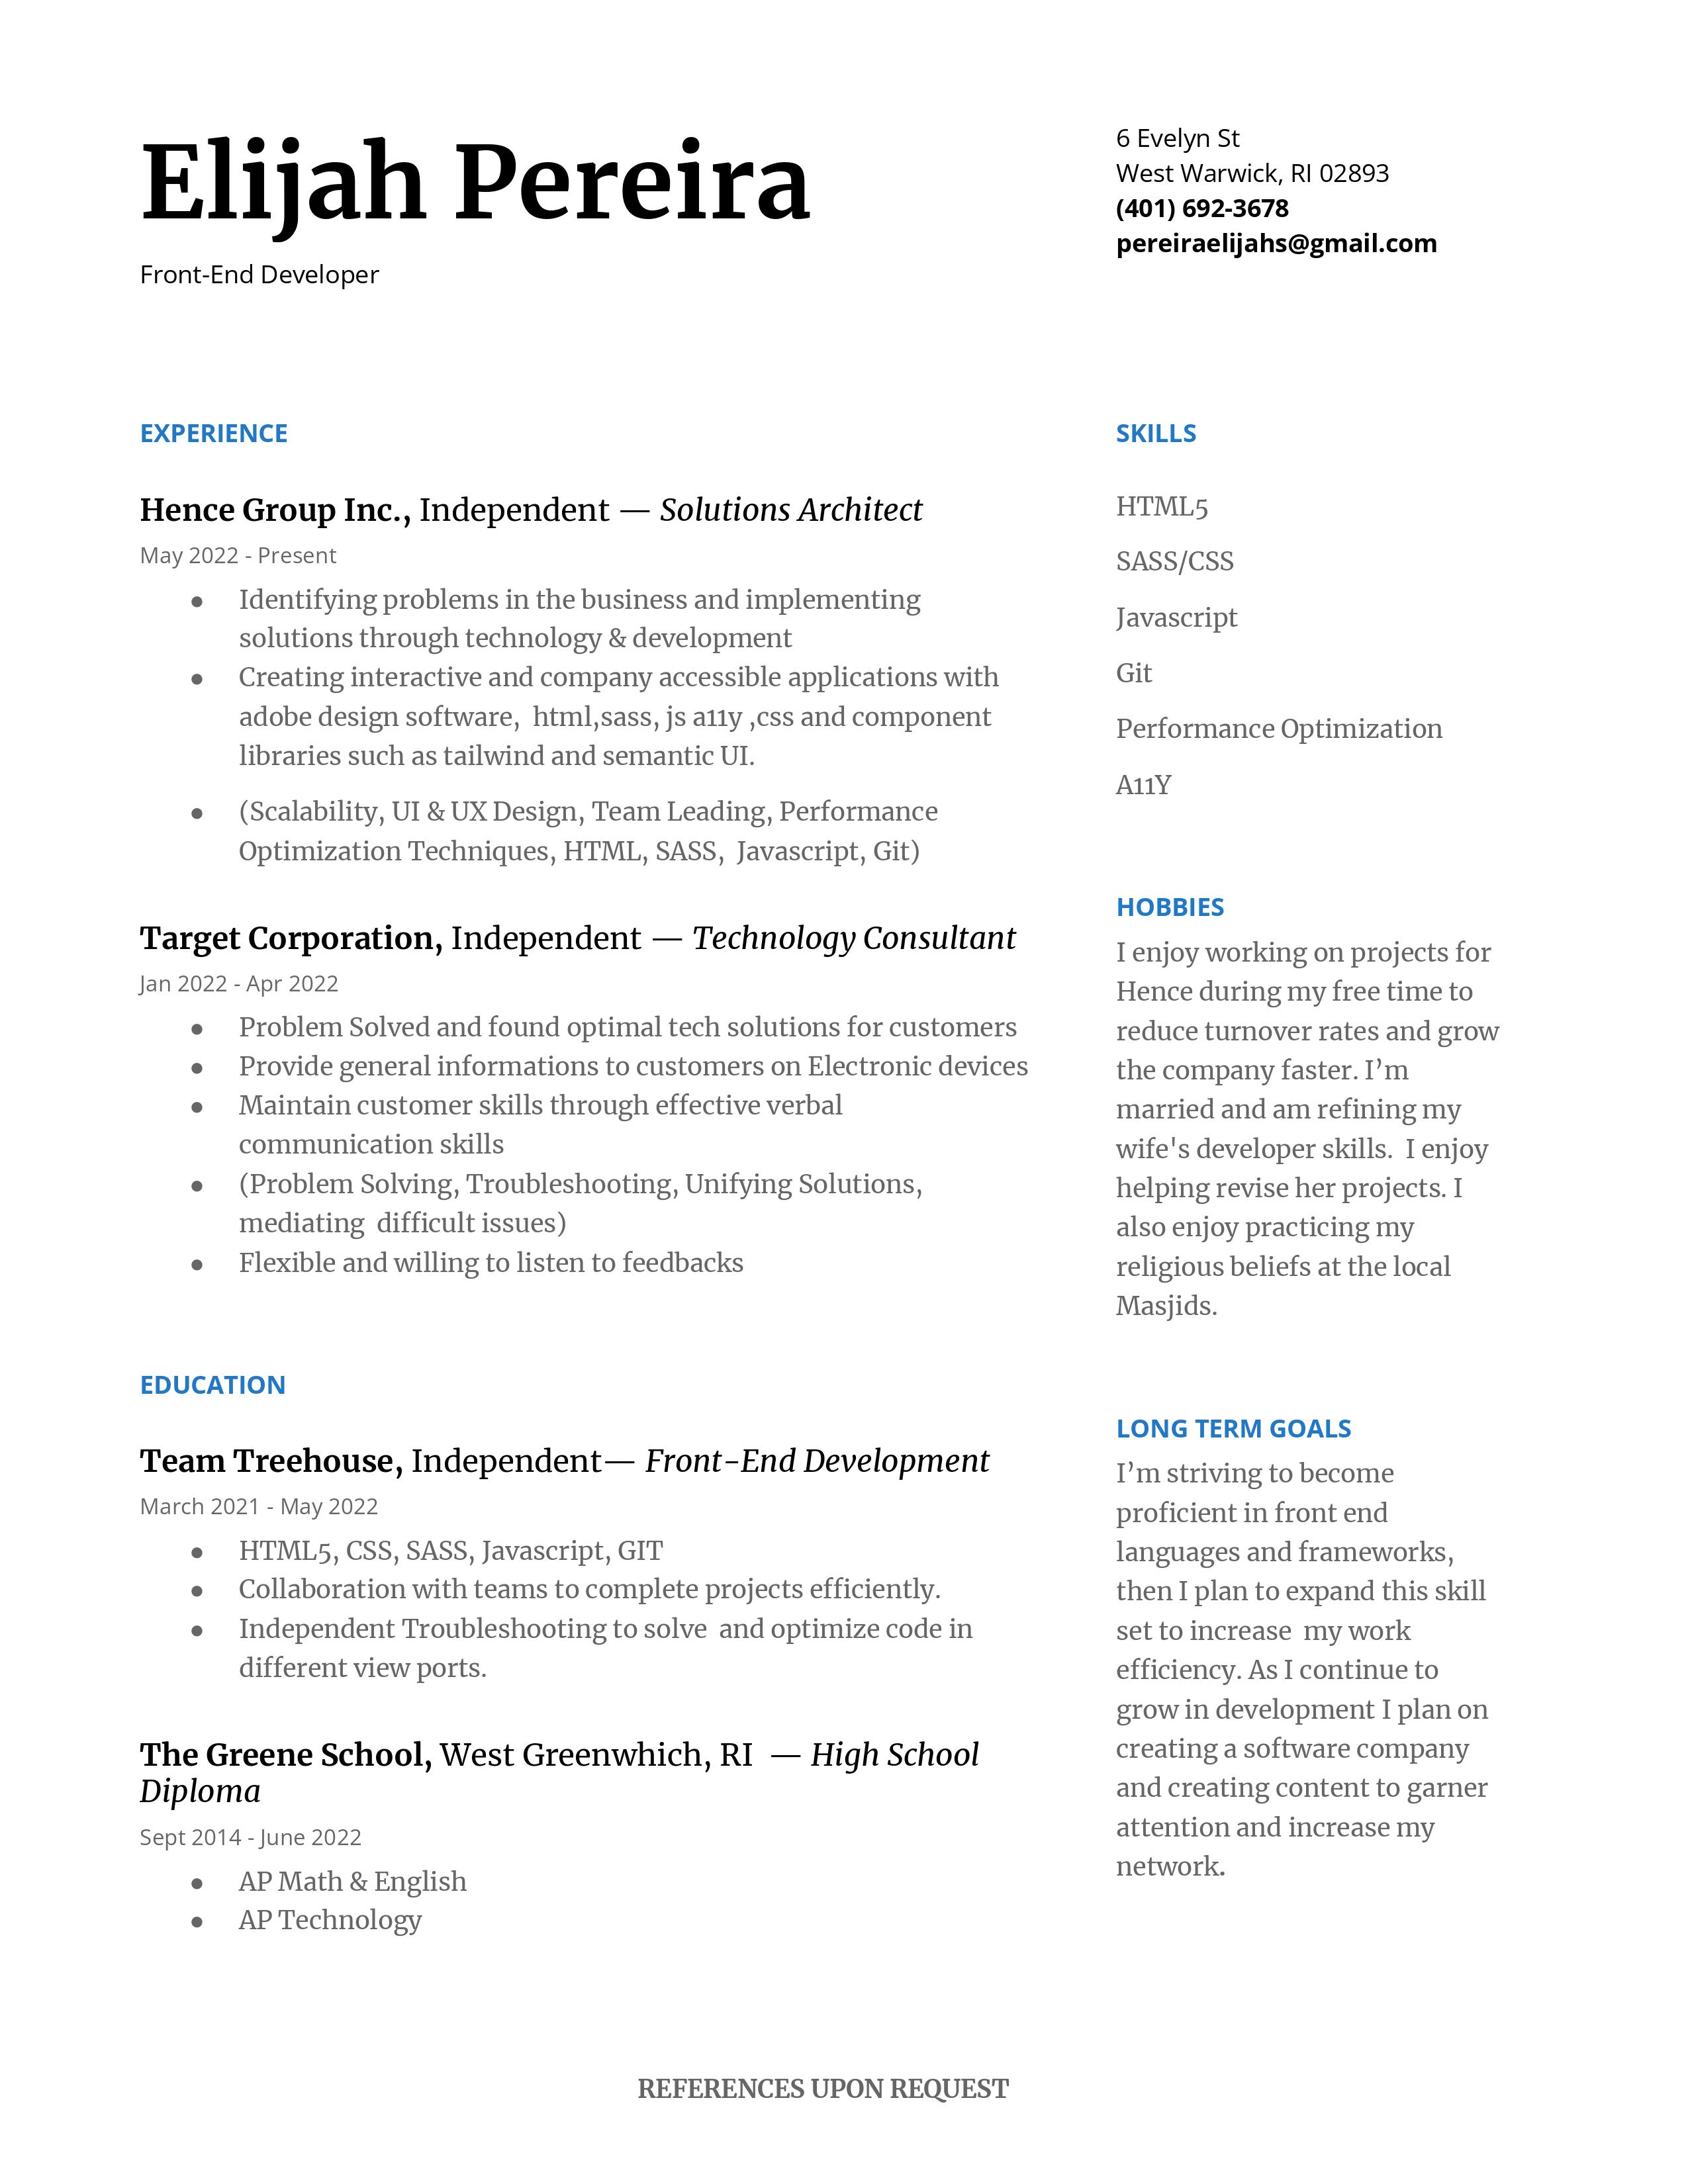 Elijah Pereira
Front-End Developer
6 Evelyn St
West Warwick, RI 02893
(401) 692-3678
pereiraelijahs@gmail.com
EXPERIENCE
Hence Group Inc., Independent — Solutions Architect
May 2022 - Present
● Identifying problems in the business and implementing
solutions through technology & development
● Creating interactive and company accessible applications with
adobe design software,  html,sass, js a11y ,css and component
libraries such as tailwind and semantic UI.
● (Scalability, UI & UX Design, Team Leading, Performance
Optimization Techniques, HTML, SASS,  Javascript, Git)
Target Corporation, Independent — Technology Consultant
Jan 2022 - Apr 2022
● Problem Solved and found optimal tech solutions for customers
● Provide general informations to customers on Electronic devices
● Maintain customer skills through effective verbal
communication skills
● (Problem Solving, Troubleshooting, Unifying Solutions,
mediating  difficult issues)
● Flexible and willing to listen to feedbacks
EDUCATION
Team Treehouse, Independent— Front-End Development
March 2021 - May 2022
● HTML5, CSS, SASS, Javascript, GIT
● Collaboration with teams to complete projects efficiently.
● Independent Troubleshooting to solve  and optimize code in
different view ports.
The Greene School, West Greenwhich, RI  — High School
Diploma
Sept 2014 - June 2022
● AP Math & English
● AP Technology
SKILLS
HTML5
SASS/CSS
Javascript
Git
Performance Optimization
A11Y
HOBBIES
I enjoy working on projects for
Hence during my free time to
reduce turnover rates and grow
the company faster. I’m
married and am refining my
wife's developer skills.  I enjoy
helping revise her projects. I
also enjoy practicing my
religious beliefs at the local
Masjids.
LONG TERM GOALS
I’m striving to become
proficient in front end
languages and frameworks,
then I plan to expand this skill
set to increase  my work
efficiency. As I continue to
grow in development I plan on
creating a software company
and creating content to garner
attention and increase my
network.
REFERENCES UPON REQUEST